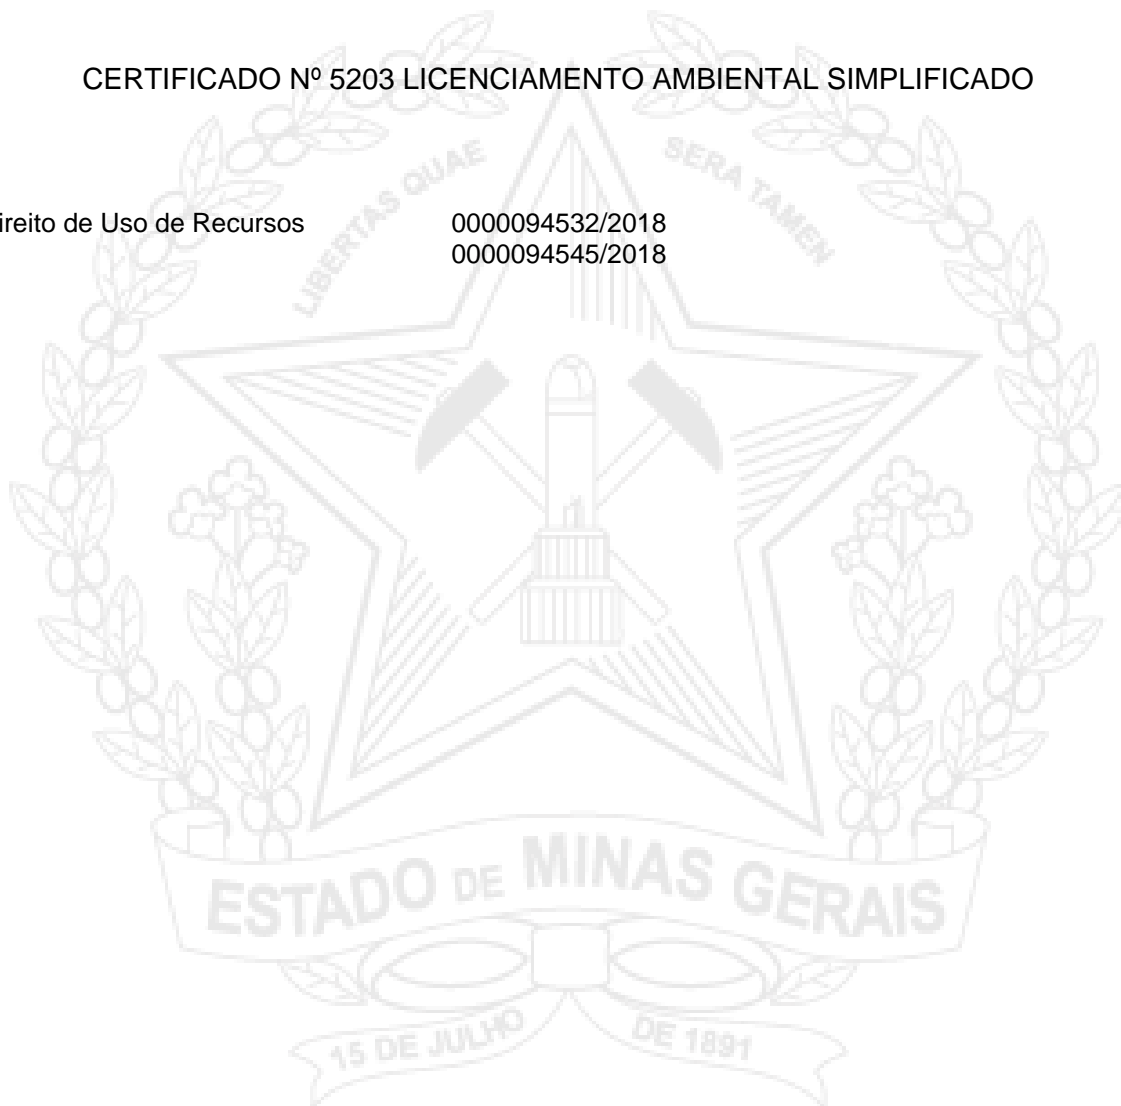 CERTIFICADO Nº 5203 LICENCIAMENTO AMBIENTAL SIMPLIFICADO
LIBERTAS QUAE SERA TAMEN
ireito de Uso de Recursos 0000094532/2018
0000094545/2018
ESTADO DE MINAS GERAIS
15 DE JULHO DE 1891